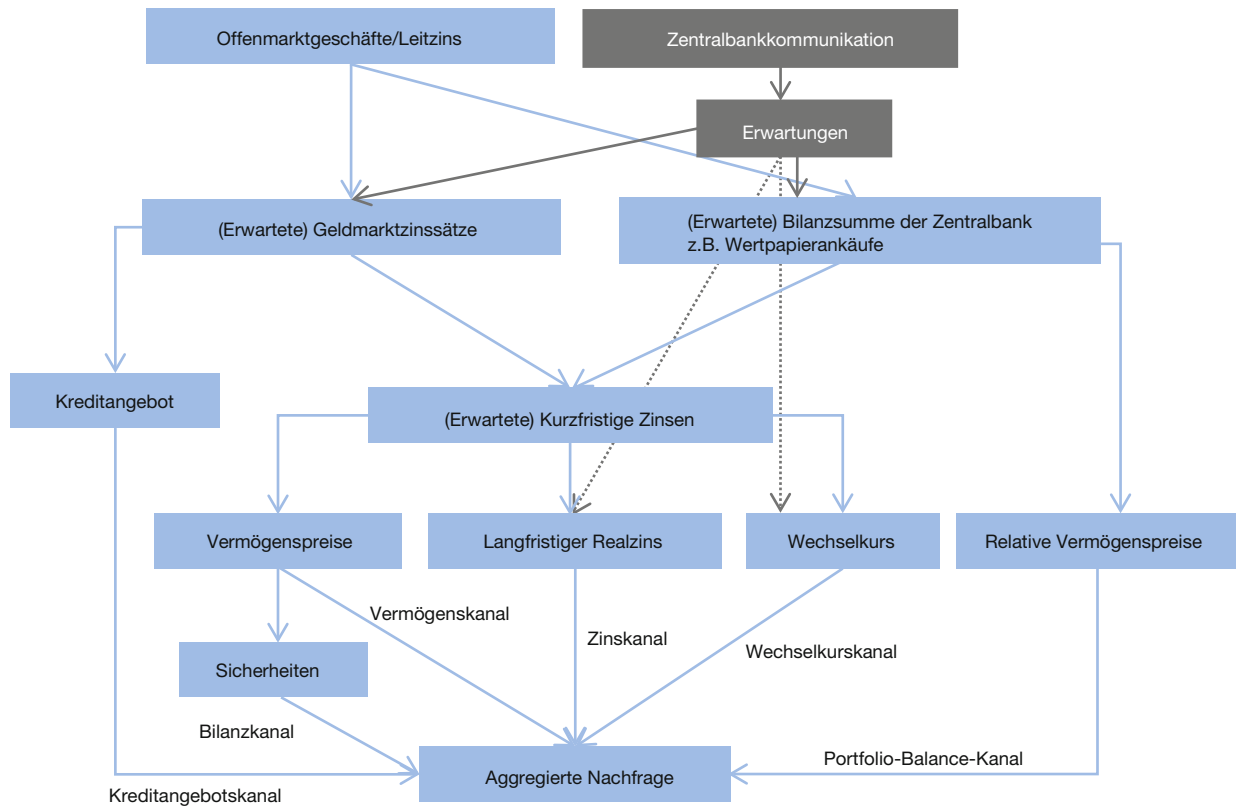 Offenmarktgeschäfte/Leitzins
Zentralbankkommunikation
Erwartungen
(Erwartete) Geldmarktzinssätze
(Erwartete) Bilanzsumme der Zentralbank
z.B. Wertpapierankäufe
Kreditangebot
(Erwartete) Kurzfristige Zinsen
Vermögenspreise
Langfristiger Realzins
Wechselkurs
Relative Vermögenspreise
Vermögenskanal
Zinskanal
Wechselkurskanal
Sicherheiten
Bilanzkanal
Portfolio-Balance-Kanal
Aggregierte Nachfrage
Kreditangebotskanal